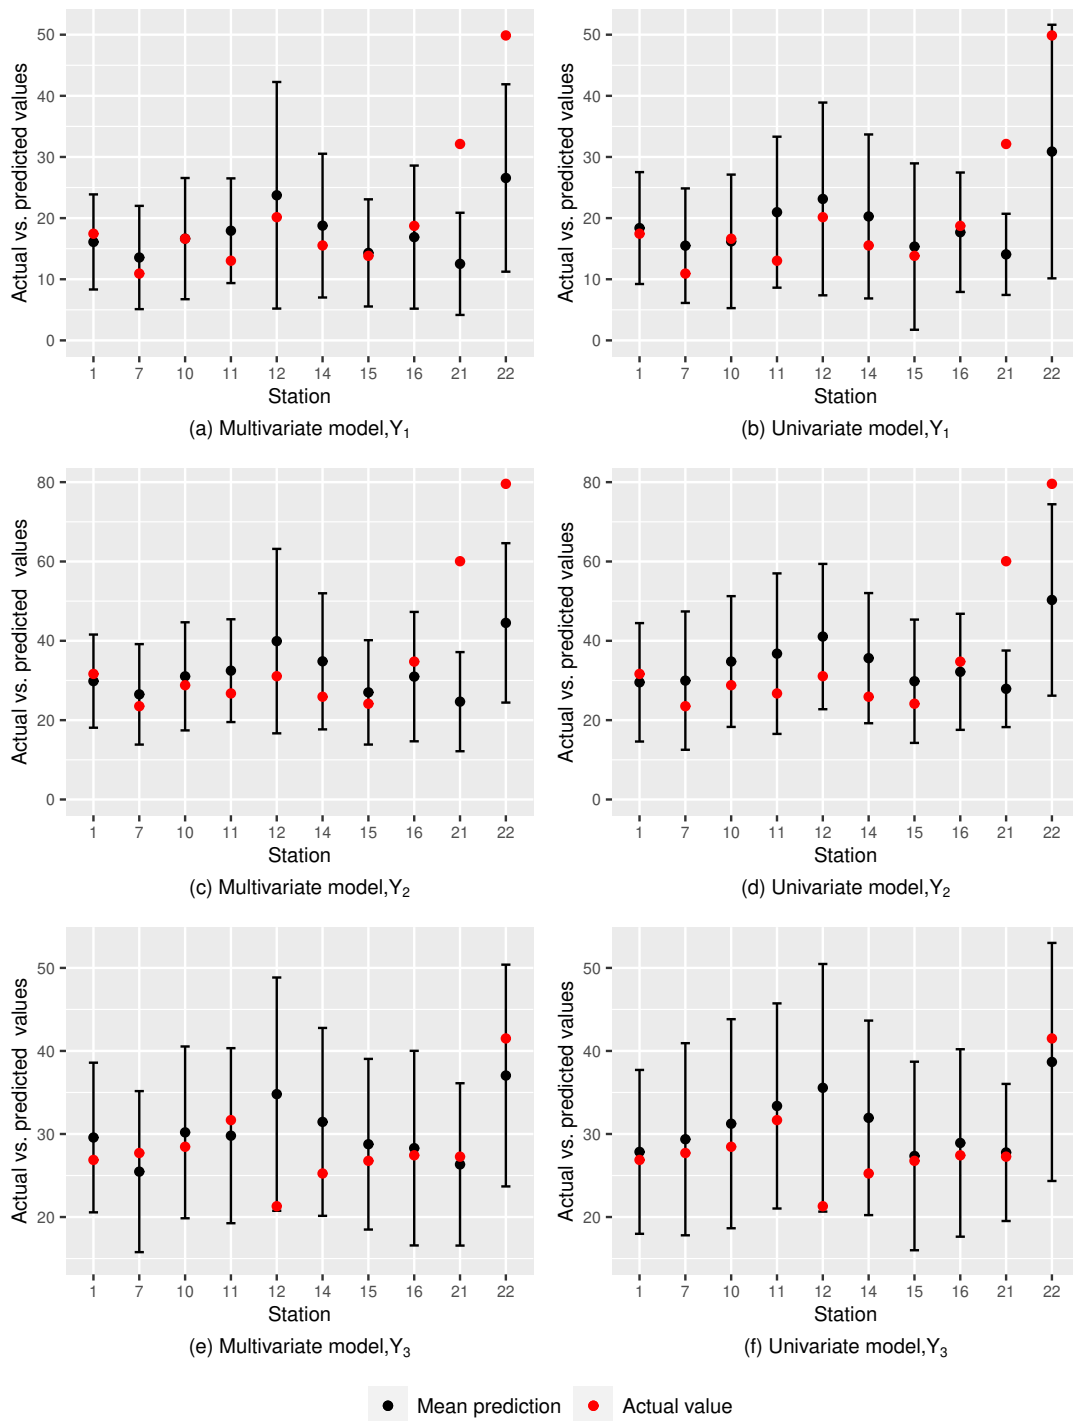 Actual vs. predicted values
50
40
30
20
10
0
1 7 10 11 12 14 15 16 21 22
Station
(a) Multivariate model,Y₁
Actual vs. predicted values
50
40
30
20
10
0
1 7 10 11 12 14 15 16 21 22
Station
(b) Univariate model,Y₁
Actual vs. predicted values
80
60
40
20
0
1 7 10 11 12 14 15 16 21 22
Station
(c) Multivariate model,Y₂
Actual vs. predicted values
80
60
40
20
0
1 7 10 11 12 14 15 16 21 22
Station
(d) Univariate model,Y₂
Actual vs. predicted values
50
40
30
20
1 7 10 11 12 14 15 16 21 22
Station
(e) Multivariate model,Y₃
Actual vs. predicted values
50
40
30
20
1 7 10 11 12 14 15 16 21 22
Station
(f) Univariate model,Y₃
Mean prediction Actual value